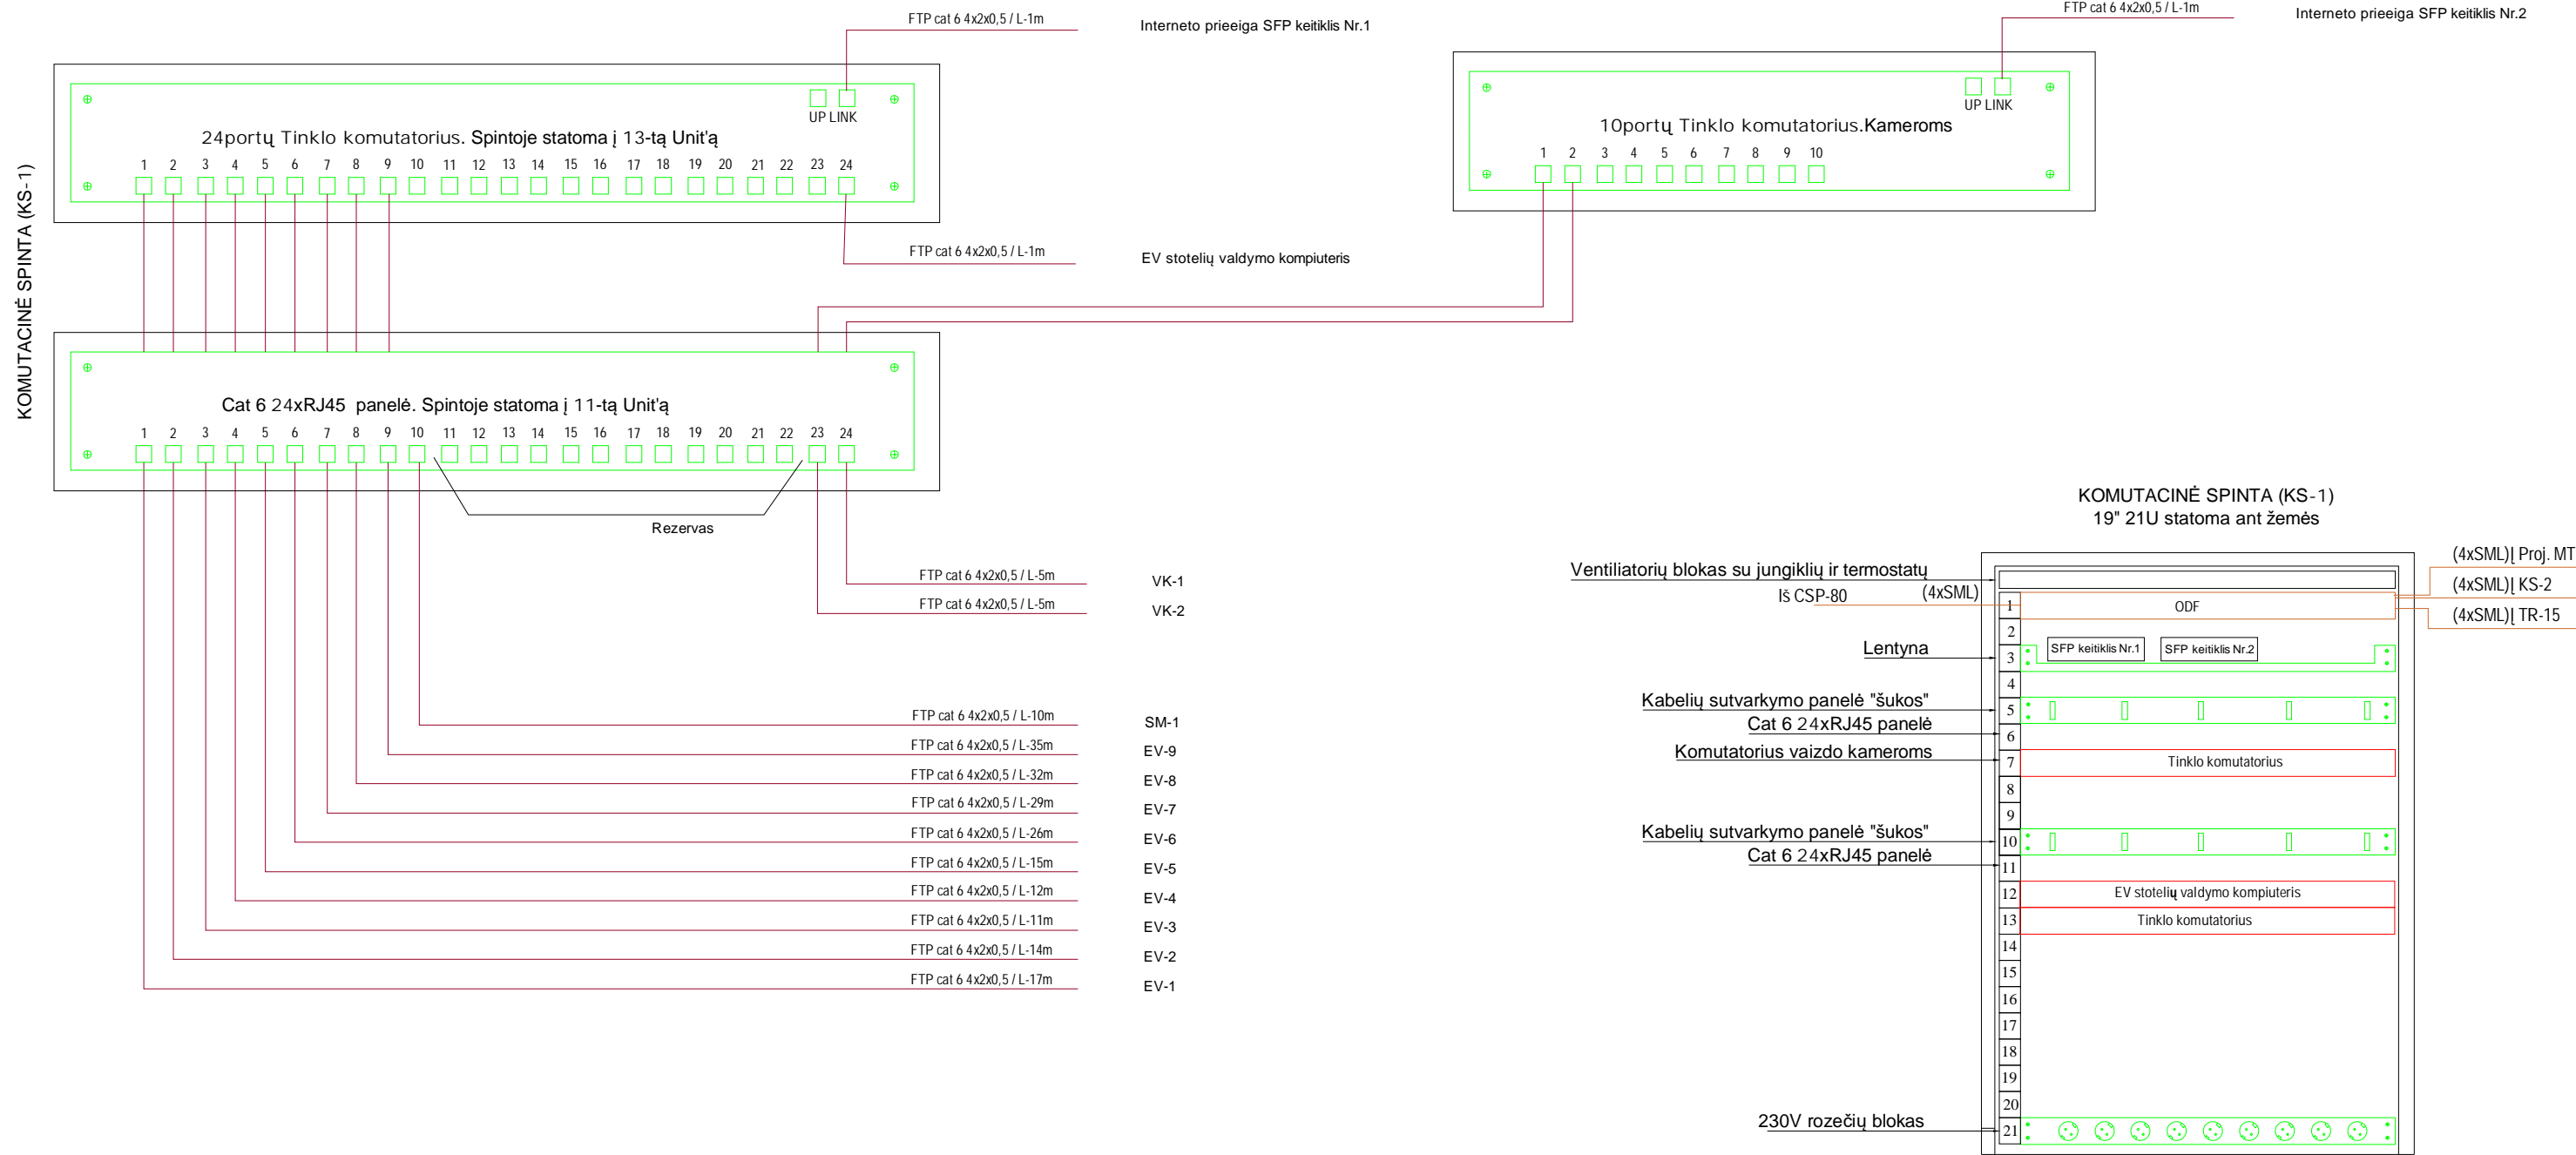 FTP cat 6 4x2x0,5 / L-1m
Interneto prieeiga SFP keitiklis Nr.1
FTP cat 6 4x2x0,5 / L-1m
Interneto prieeiga SFP keitiklis Nr.2
KOMUTACINĖ SPINTA (KS-1)
UP LINK
24portų Tinklo komutatorius. Spintoje statoma į 13-tą Unit'ą
1 2 3 4 5 6 7 8 9 10 11 12 13 14 15 16 17 18 19 20 21 22 23 24
UP LINK
10portų Tinklo komutatorius.Kameroms
1 2 3 4 5 6 7 8 9 10
FTP cat 6 4x2x0,5 / L-1m
EV stotelių valdymo kompiuteris
Cat 6 24xRJ45 panelė. Spintoje statoma į 11-tą Unit'ą
1 2 3 4 5 6 7 8 9 10 11 12 13 14 15 16 17 18 19 20 21 22 23 24
Rezervas
FTP cat 6 4x2x0,5 / L-5m
VK-1
FTP cat 6 4x2x0,5 / L-5m
VK-2
FTP cat 6 4x2x0,5 / L-10m
SM-1
FTP cat 6 4x2x0,5 / L-35m
EV-9
FTP cat 6 4x2x0,5 / L-32m
EV-8
FTP cat 6 4x2x0,5 / L-29m
EV-7
FTP cat 6 4x2x0,5 / L-26m
EV-6
FTP cat 6 4x2x0,5 / L-15m
EV-5
FTP cat 6 4x2x0,5 / L-12m
EV-4
FTP cat 6 4x2x0,5 / L-11m
EV-3
FTP cat 6 4x2x0,5 / L-14m
EV-2
FTP cat 6 4x2x0,5 / L-17m
EV-1
KOMUTACINĖ SPINTA (KS-1)
19" 21U statoma ant žemės
Ventiliatorių blokas su jungiklių ir termostatų
Iš CSP-80
(4xSML)
(4xSML)Į Proj. MT
(4xSML)Į KS-2
(4xSML)Į TR-15
1
ODF
2
Lentyna
3
SFP keitiklis Nr.1
SFP keitiklis Nr.2
4
Kabelių sutvarkymo panelė "šukos"
5
Cat 6 24xRJ45 panelė
6
Komutatorius vaizdo kameroms
7
Tinklo komutatorius
8
9
Kabelių sutvarkymo panelė "šukos"
10
Cat 6 24xRJ45 panelė
11
12
EV stotelių valdymo kompiuteris
13
Tinklo komutatorius
14
15
16
17
18
19
20
230V rozečių blokas
21